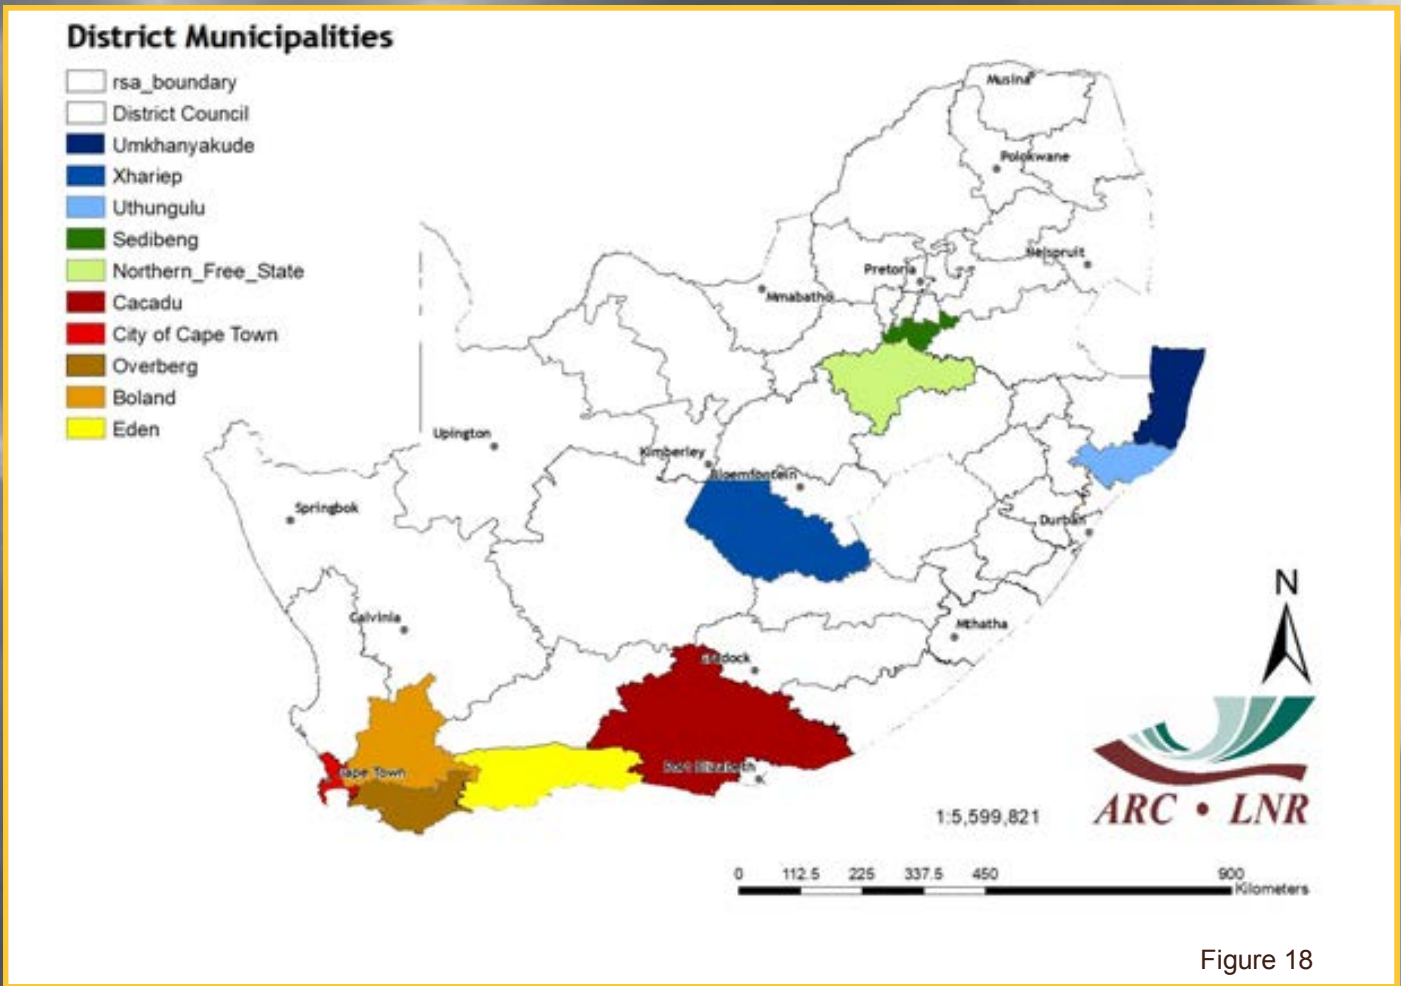 District Municipalities
rsa_boundary
District Council
Umkhanyakude
Xhariep
Uthungulu
Sedibeng
Northern_Free_State
Cacadu
City of Cape Town
Overberg
Boland
Eden
Musina
Polokwane
Nelspruit
Pretoria
Mmabatho
Upington
Kimberley
Bloemfontein
Springbok
Durban
N
Calvinia
Mthatha
Cradock
Cape Town
Port Elizabeth
1:5,599,821
ARC • LNR
0 112.5 225 337.5 450 900
Kilometers
Figure 18